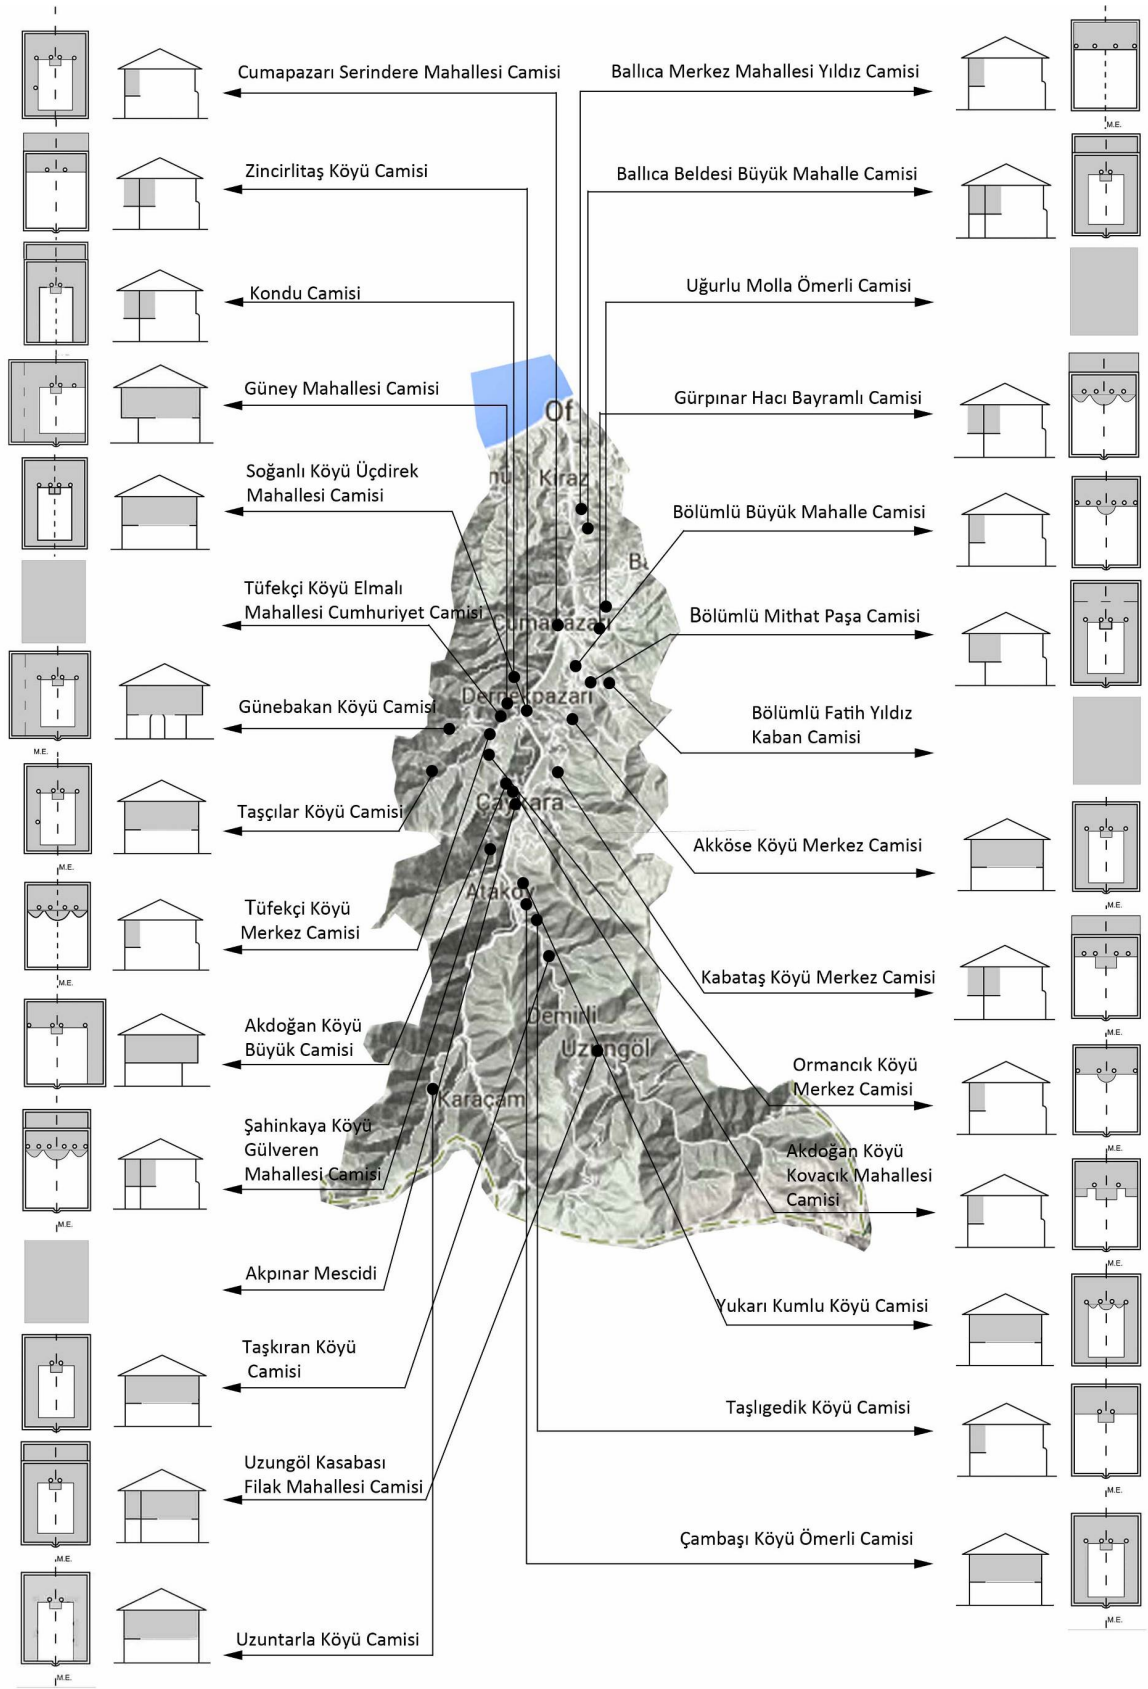 Cumapazarı Serindere Mahallesi Camisi
Zincirlitaş Köyü Camisi
Kondu Camisi
Güney Mahallesi Camisi
Soğanlı Köyü Üçdirek
Mahallesi Camisi
Tüfekçi Köyü Elmalı
Mahallesi Cumhuriyet Camisi
Günebakan Köyü Camisi
M.E.
Taşçılar Köyü Camisi
M.E.
Tüfekçi Köyü
Merkez Camisi
M.E.
Akdoğan Köyü
Büyük Camisi
Şahinkaya Köyü
Gülveren
Mahallesi Camisi
M.E.
Akpınar Mescidi
Taşkıran Köyü
Camisi
M.E.
Uzungöl Kasabası
Filak Mahallesi Camisi
M.E.
Uzuntarla Köyü Camisi
M.E.
Of
Kiraz
Cumapazarı
Dernekpazarı
Çaykara
Ataköy
Demirli
Uzungöl
Karaçam
Ballıca Merkez Mahallesi Yıldız Camisi
M.E.
Ballıca Beldesi Büyük Mahalle Camisi
Uğurlu Molla Ömerli Camisi
Gürpınar Hacı Bayramlı Camisi
Bölümlü Büyük Mahalle Camisi
Bölümlü Mithat Paşa Camisi
Bölümlü Fatih Yıldız
Kaban Camisi
Akköse Köyü Merkez Camisi
M.E.
Kabataş Köyü Merkez Camisi
M.E.
Ormancık Köyü
Merkez Camisi
M.E.
Akdoğan Köyü
Kovacık Mahallesi
Camisi
M.E.
Yukarı Kumlu Köyü Camisi
M.E.
Taşlıgedik Köyü Camisi
M.E.
Çambaşı Köyü Ömerli Camisi
M.E.